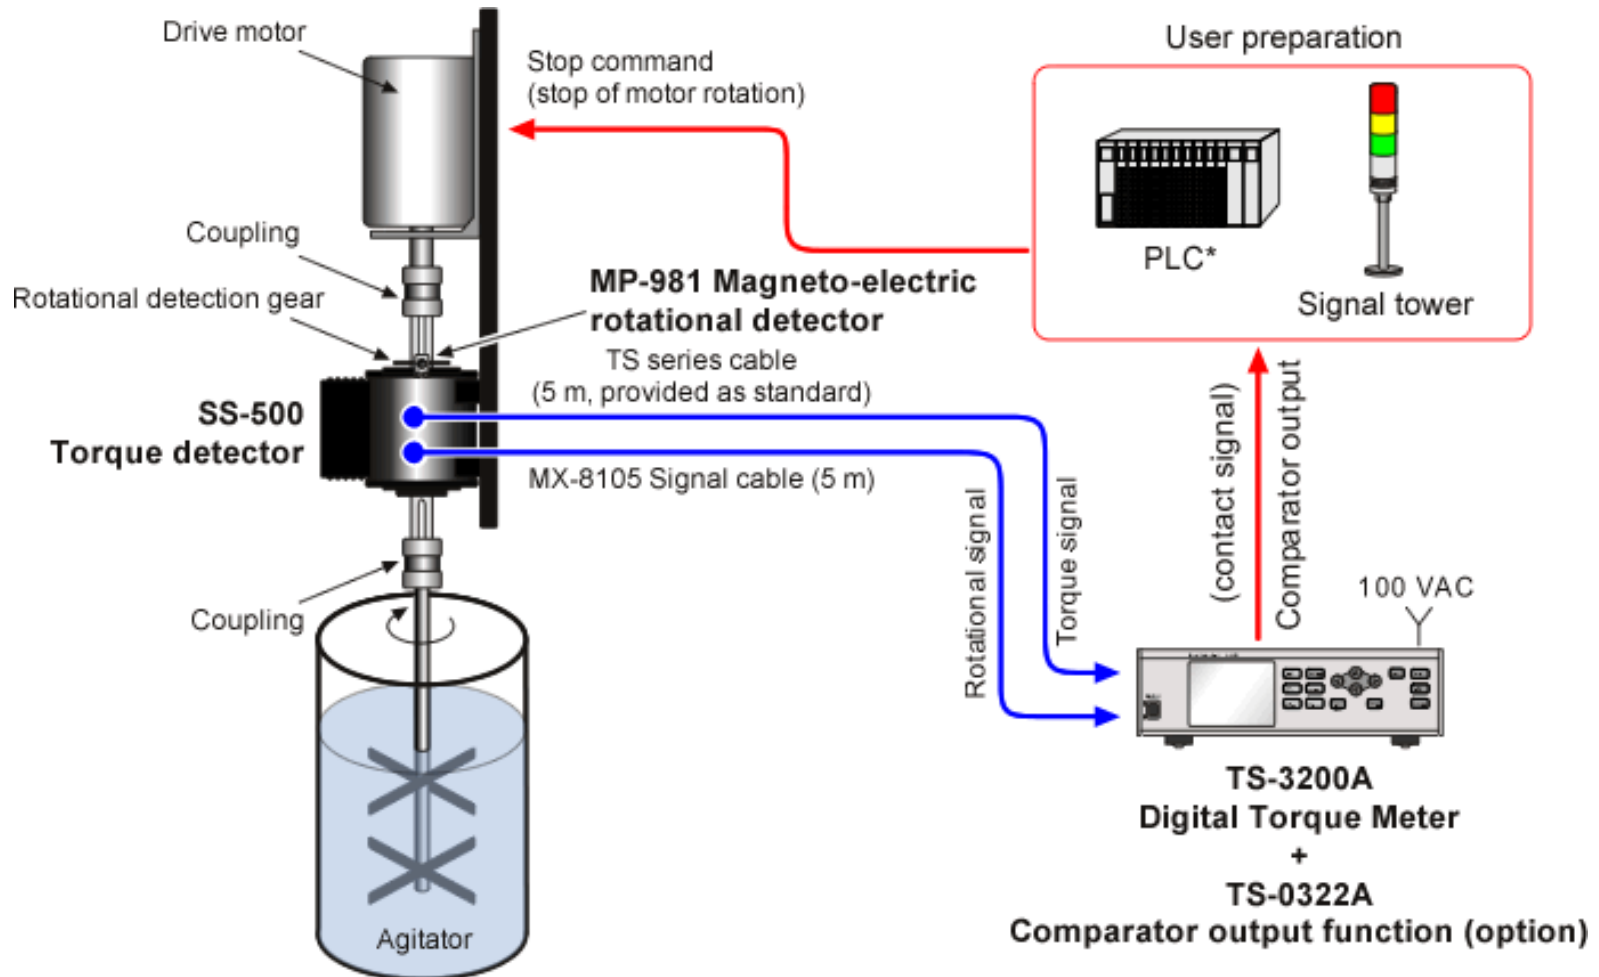 Drive motor
Stop command
(stop of motor rotation)
User preparation
Coupling
PLC*
Signal tower
Rotational detection gear
MP-981 Magneto-electric
rotational detector
TS series cable
(5 m, provided as standard)
SS-500
Torque detector
MX-8105 Signal cable (5 m)
Rotational signal
Torque signal
(contact signal)
Comparator output
100 VAC
Coupling
Agitator
TS-3200A
Digital Torque Meter
+
TS-0322A
Comparator output function (option)